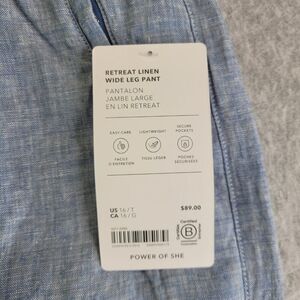 RETREAT LINEN
WIDE LEG PANT
PANTALON
JAMBE LARGE
EN LIN RETREAT
EASY CARE
LIGHTWEIGHT
SECURE
POCKETS
FACILE
D'ENTRETIEN
TISSU LÉGER
POCHES
SÉCURISÉES
US 16/T
CA 16/G
$89.00
Certified
B
Corporation
POWER OF SHE